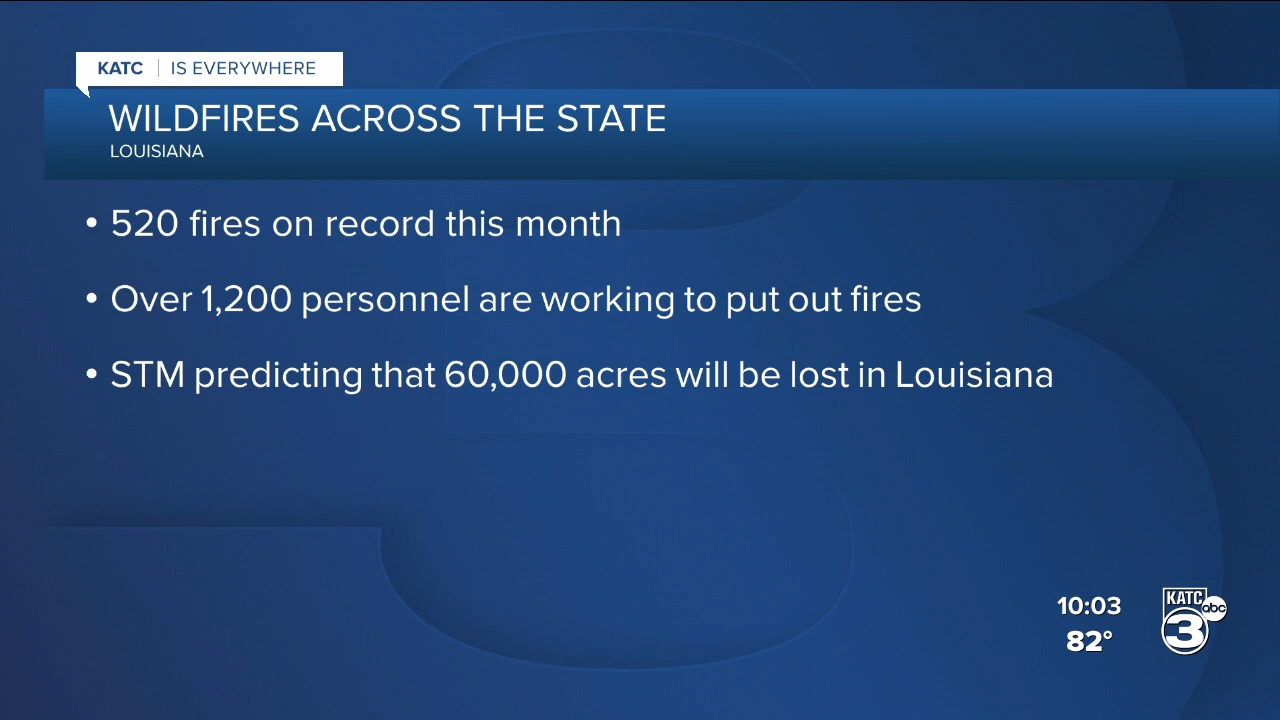 KATC | IS EVERYWHERE
WILDFIRES ACROSS THE STATE
LOUISIANA
• 520 fires on record this month
• Over 1,200 personnel are working to put out fires
• STM predicting that 60,000 acres will be lost in Louisiana
10:03
82°
KATC
abc
3